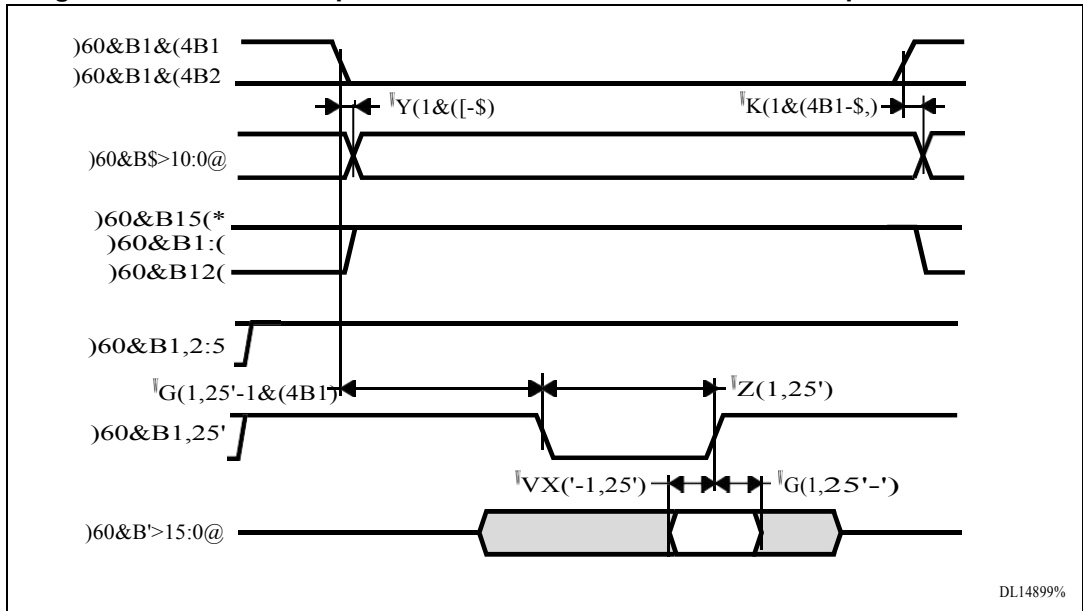 )60&B1&(4B1
)60&B1&(4B2
Y(1&([-$)
K(1&(4B1-$,)
)60&B$>10:0@
)60&B15(*
)60&B1:(
)60&B12(
)60&B1,2:5
G(1,25'-1&(4B1)
Z(1,25')
)60&B1,25'
VX('-1,25')
G(1,25'-')
)60&B'>15:0@
DL14899%